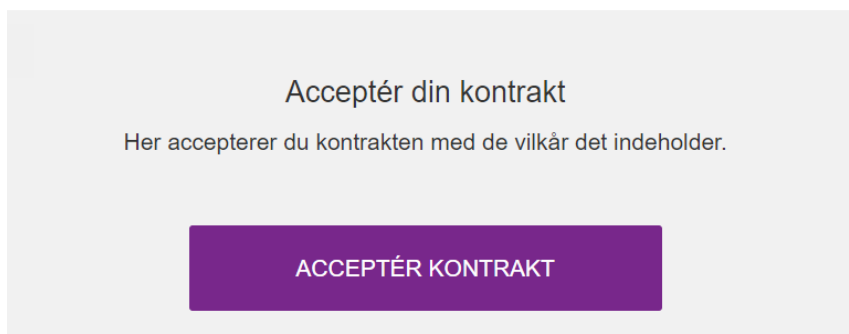 Acceptér din kontrakt
Her accepterer du kontrakten med de vilkår det indeholder.
ACCEPTÉR KONTRAKT